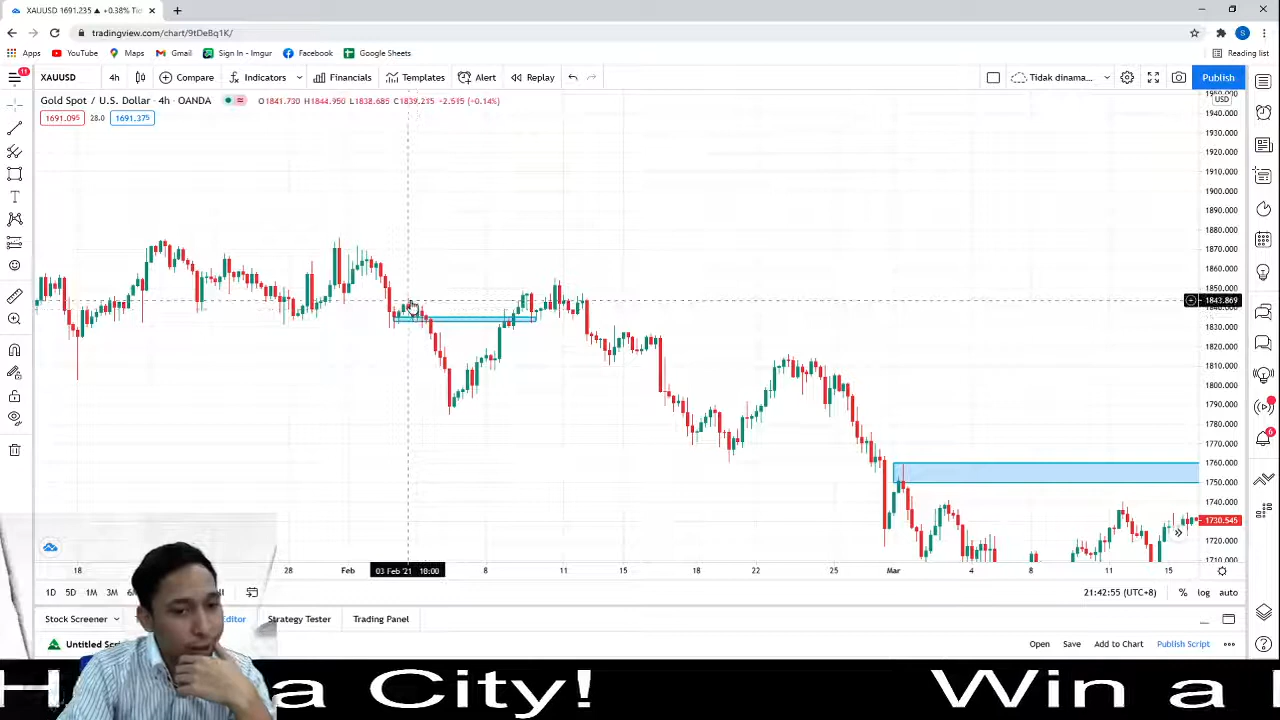 XAUUSD 1691.235 ▲ +0.38% Ti
tradingview.com/chart/9tDeBq1K/
Apps YouTube Maps Gmail Sign in - Imgur Facebook Google Sheets Reading list
11 XAUUSD 4h Compare Indicators Financials Templates Alert Replay Tidak dinama... Publish
Gold Spot / U.S. Dollar · 4h · OANDA O1841.730 H1844.950 L1838.685 C1839.215 -2.515 (-0.14%)
1691.095 28.0 1691.375
USD
1950.000
1940.000
1930.000
1920.000
1910.000
1900.000
1890.000
1880.000
1870.000
1860.000
1850.000
1843.869
1830.000
1820.000
1810.000
1800.000
1790.000
1780.000
1770.000
1760.000
1750.000
1740.000
1730.545
1720.000
1710.000
18 28 Feb 03 Feb '21 18:00 8 11 15 18 22 25 Mar 4 8 11 15
1D 5D 1M 3M 21:42:55 (UTC+8) % log auto
Stock Screener Editor Strategy Tester Trading Panel
Untitled Scr Open Save Add to Chart Publish Script
a City! Win a